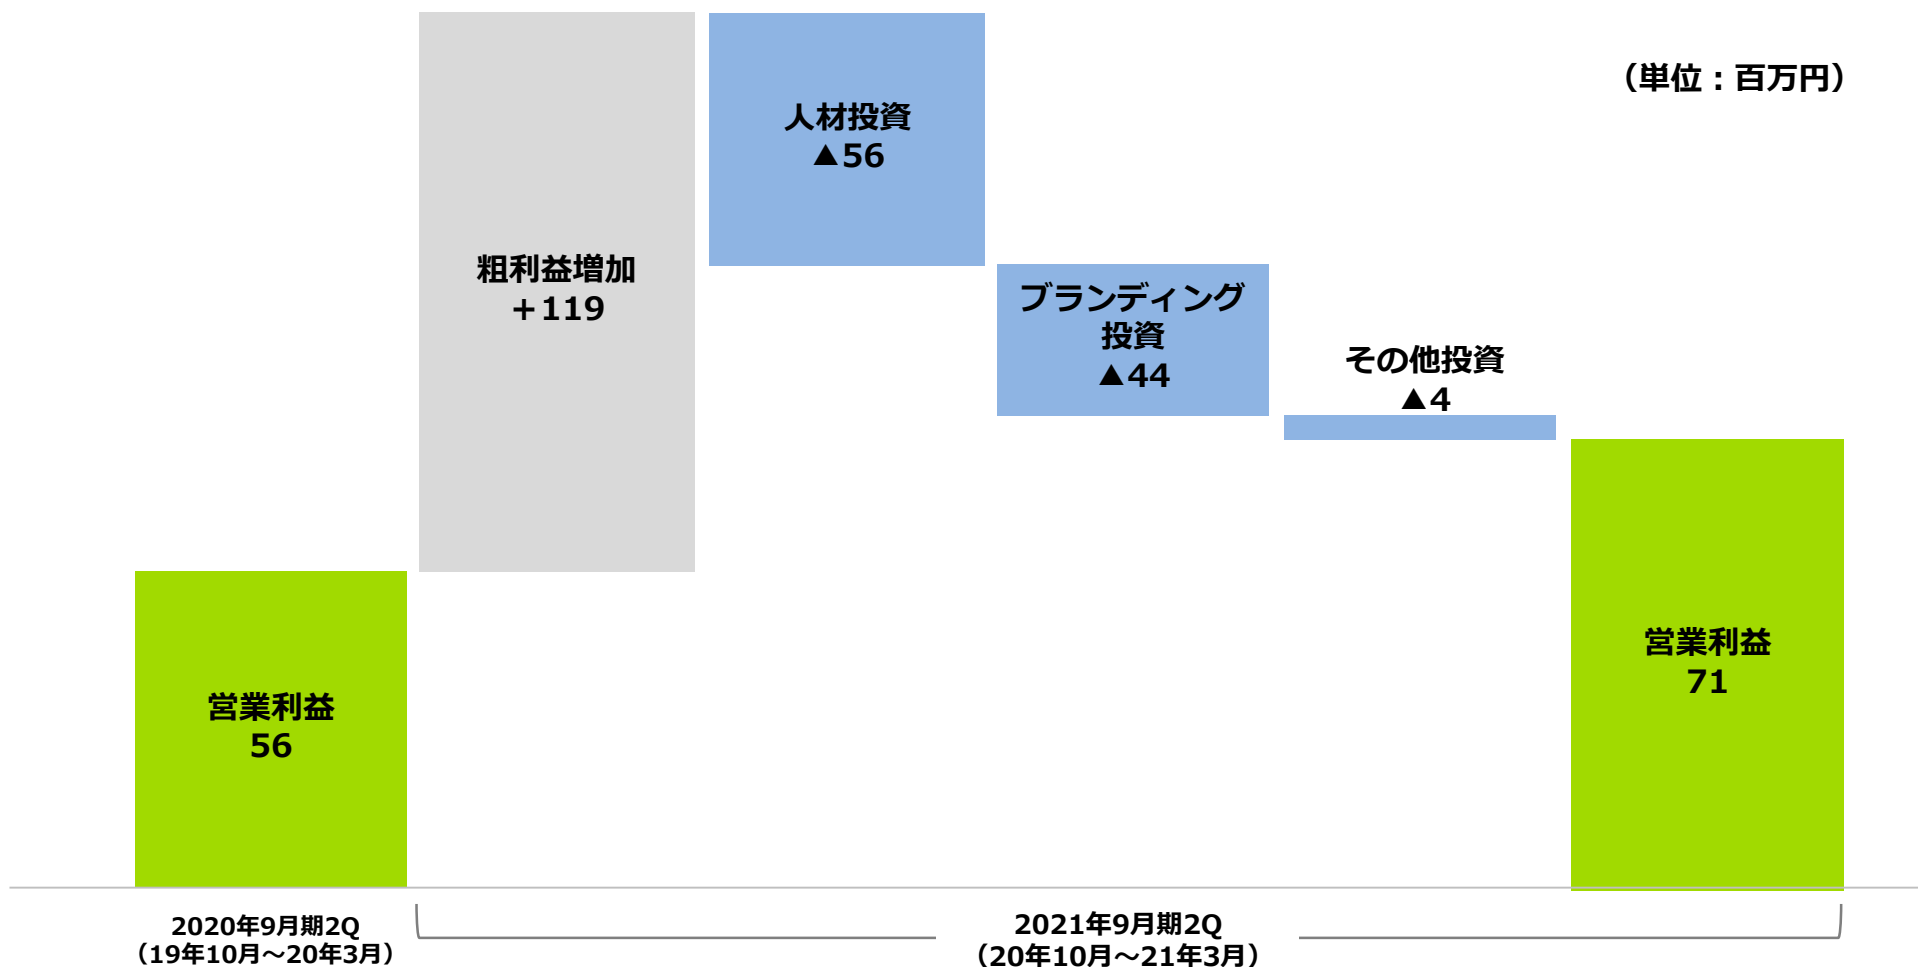 （単位：百万円）
人材投資
▲56
粗利益増加
＋119
ブランディング
投資
▲44
その他投資
▲4
営業利益
56
営業利益
71
2020年9月期2Q
（19年10月～20年3月）
2021年9月期2Q
（20年10月～21年3月）